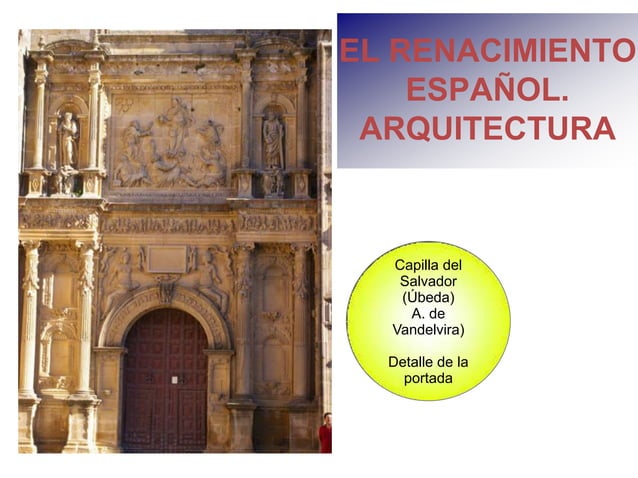 EL RENACIMIENTO
ESPAÑOL.
ARQUITECTURA
Capilla del
Salvador
(Úbeda)
A. de
Vandelvira)
Detalle de la
portada